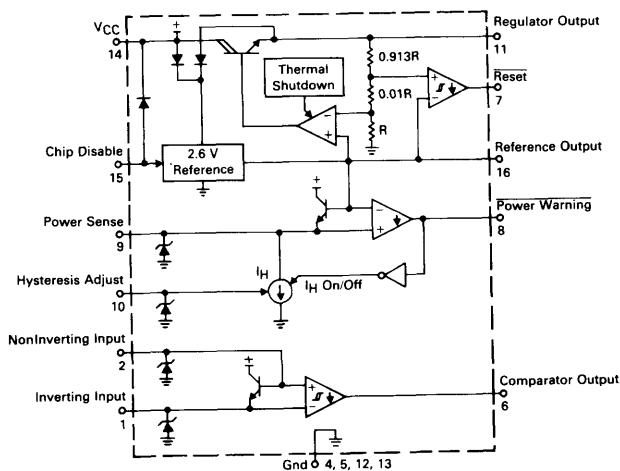 VCC
14
Regulator Output
11
0.913R
Thermal
Shutdown
Reset
7
0.01R
R
2.6 V
Reference
Chip Disable
15
Reference Output
16
Power Sense
9
Power Warning
8
Hysteresis Adjust
10
IH
IH On/Off
NonInverting Input
2
Inverting Input
1
Comparator Output
6
Gnd 4, 5, 12, 13